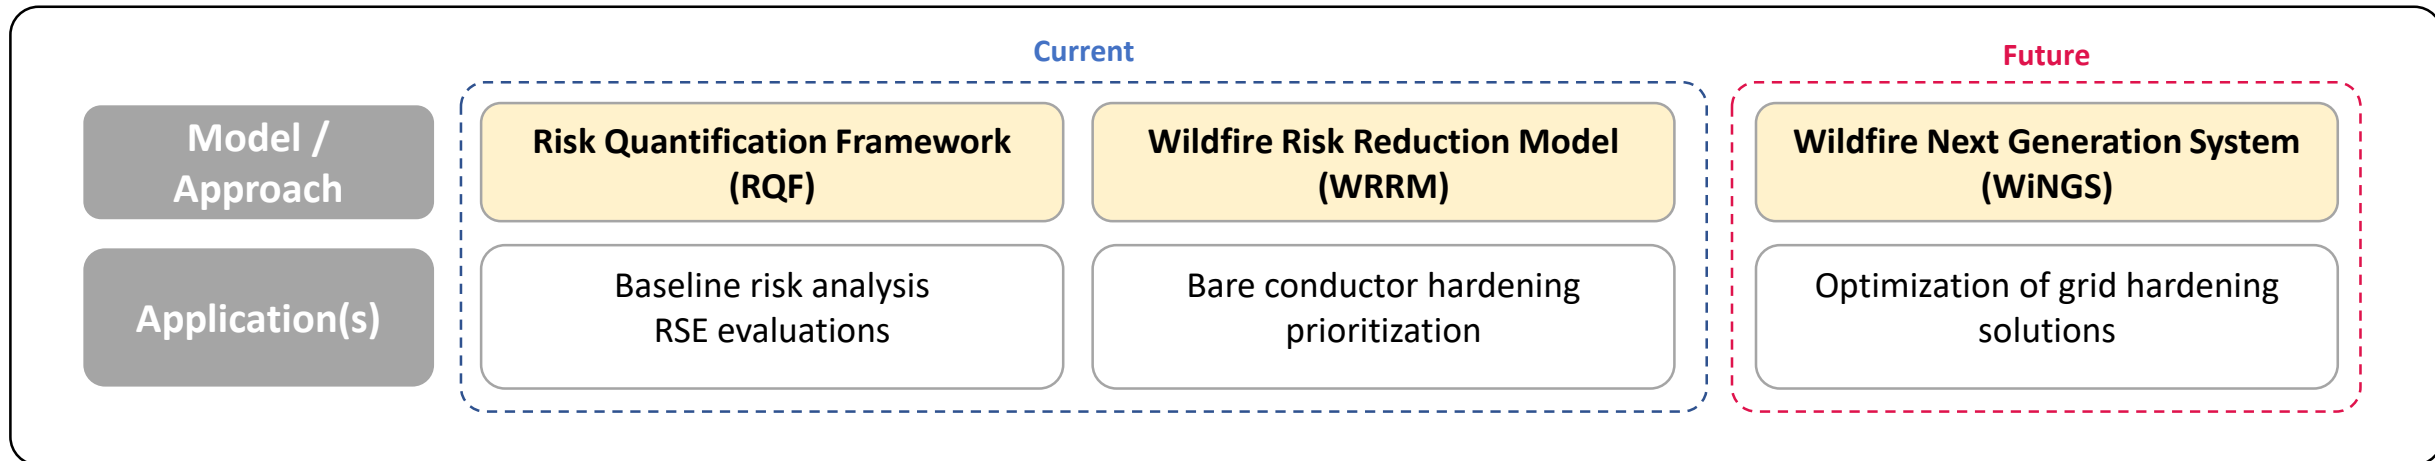 Current
Future
Model /
Approach
Risk Quantification Framework
(RQF)
Wildfire Risk Reduction Model
(WRRM)
Wildfire Next Generation System
(WiNGS)
Application(s)
Baseline risk analysis
RSE evaluations
Bare conductor hardening
prioritization
Optimization of grid hardening
solutions